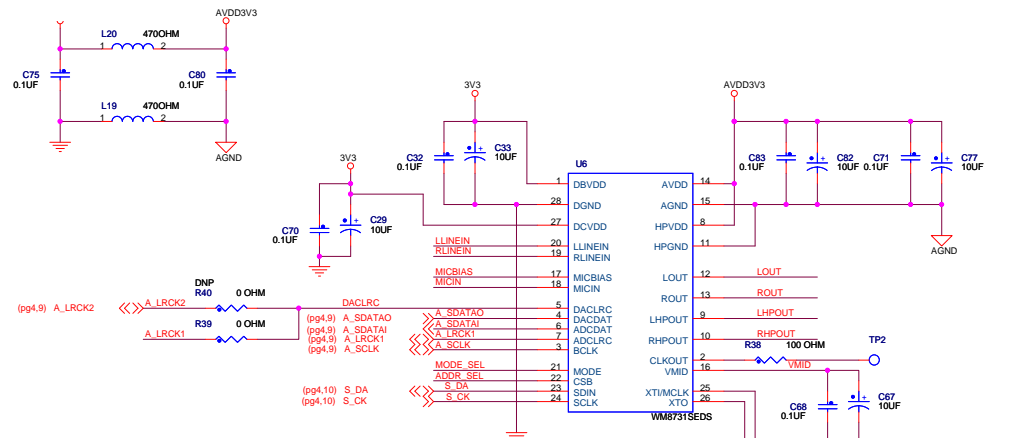 AVDD3V3
L20 470OHM
1 2
C75
0.1UF
C80
0.1UF
L19 470OHM
1 2
AGND
3V3
C32
0.1UF
C33
10UF
3V3
C70
0.1UF
C29
10UF
AVDD3V3
C83
0.1UF
C82
10UF
C71
0.1UF
C77
10UF
AGND
U6
1 DBVDD AVDD 14
28 DGND AGND 15
27 DCVDD HPVDD 8
HPGND 11
LLINEIN 20 LLINEIN
RLINEIN 19 RLINEIN
MICBIAS 17 MICBIAS LOUT 12 LOUT
MICIN 18 MICIN
ROUT 13 ROUT
DACLRC 5 DACLRC LHPOUT 9 LHPOUT
(pg4,9) A_SDATAO A_SDATAO 4 DACDAT
(pg4,9) A_SDATAI A_SDATAI 6 ADCDAT
(pg4,9) A_LRCK1 A_LRCK1 7 ADCLRC RHPOUT 10 RHPOUT
(pg4,9) A_SCLK A_SCLK 3 BCLK
DNP
(pg4,9) A_LRCK2 A_LRCK2 R40 0 OHM
A_LRCK1 R39 0 OHM
CLKOUT 2 R38 100 OHM TP2
MODE_SEL 21 MODE VMID 16 VMID
ADDR_SEL 22 CSB
(pg4,10) S_DA S_DA 23 SDIN XTI/MCLK 25
(pg4,10) S_CK S_CK 24 SCLK XTO 26
WM8731SEDS
C68
0.1UF
C67
10UF